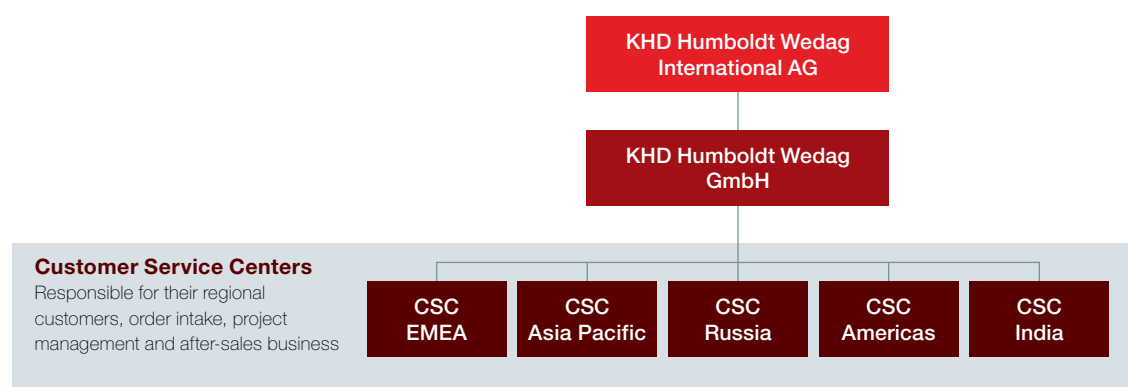 KHD Humboldt Wedag
International AG
KHD Humboldt Wedag
GmbH
Customer Service Centers
Responsible for their regional
customers, order intake, project
management and after-sales business
CSC
EMEA
CSC
Asia Pacific
CSC
Russia
CSC
Americas
CSC
India